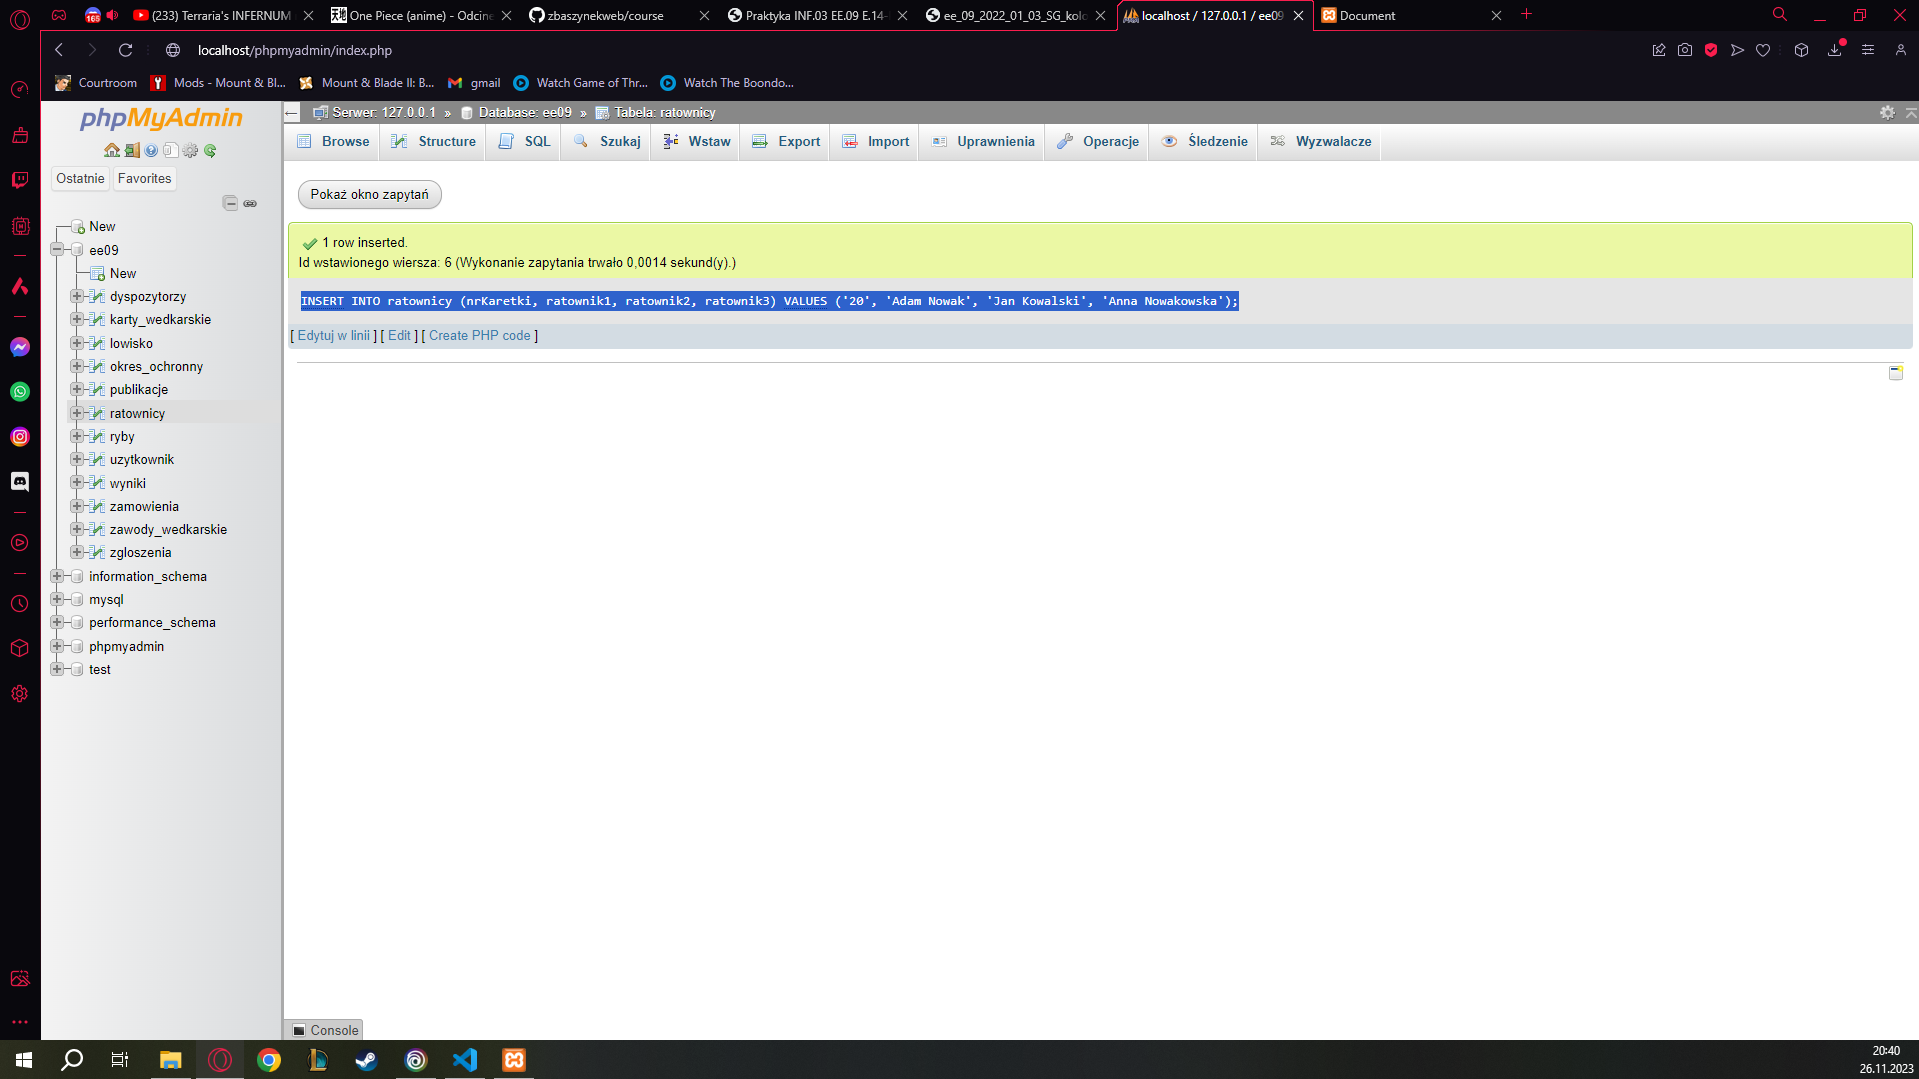 165
(233) Terraria's INFERNUM
One Piece (anime) - Odcine
zbaszynekweb/course
Praktyka INF.03 EE.09 E.14-
ee_09_2022_01_03_SG_kolo
localhost / 127.0.0.1 / ee09
Document
localhost/phpmyadmin/index.php
Courtroom
Mods - Mount & Bl...
Mount & Blade II: B...
gmail
Watch Game of Thr...
Watch The Boondo...
phpMyAdmin
Ostatnie
Favorites
New
ee09
New
dyspozytorzy
karty_wedkarskie
lowisko
okres_ochronny
publikacje
ratownicy
ryby
uzytkownik
wyniki
zamowienia
zawody_wedkarskie
zgloszenia
information_schema
mysql
performance_schema
phpmyadmin
test
Serwer: 127.0.0.1 » Database: ee09 » Tabela: ratownicy
Browse
Structure
SQL
Szukaj
Wstaw
Export
Import
Uprawnienia
Operacje
Śledzenie
Wyzwalacze
Pokaż okno zapytań
1 row inserted.
Id wstawionego wiersza: 6 (Wykonanie zapytania trwało 0,0014 sekund(y).)
INSERT INTO ratownicy (nrKaretki, ratownik1, ratownik2, ratownik3) VALUES ('20', 'Adam Nowak', 'Jan Kowalski', 'Anna Nowakowska');
[ Edytuj w linii ] [ Edit ] [ Create PHP code ]
Console
20:40
26.11.2023